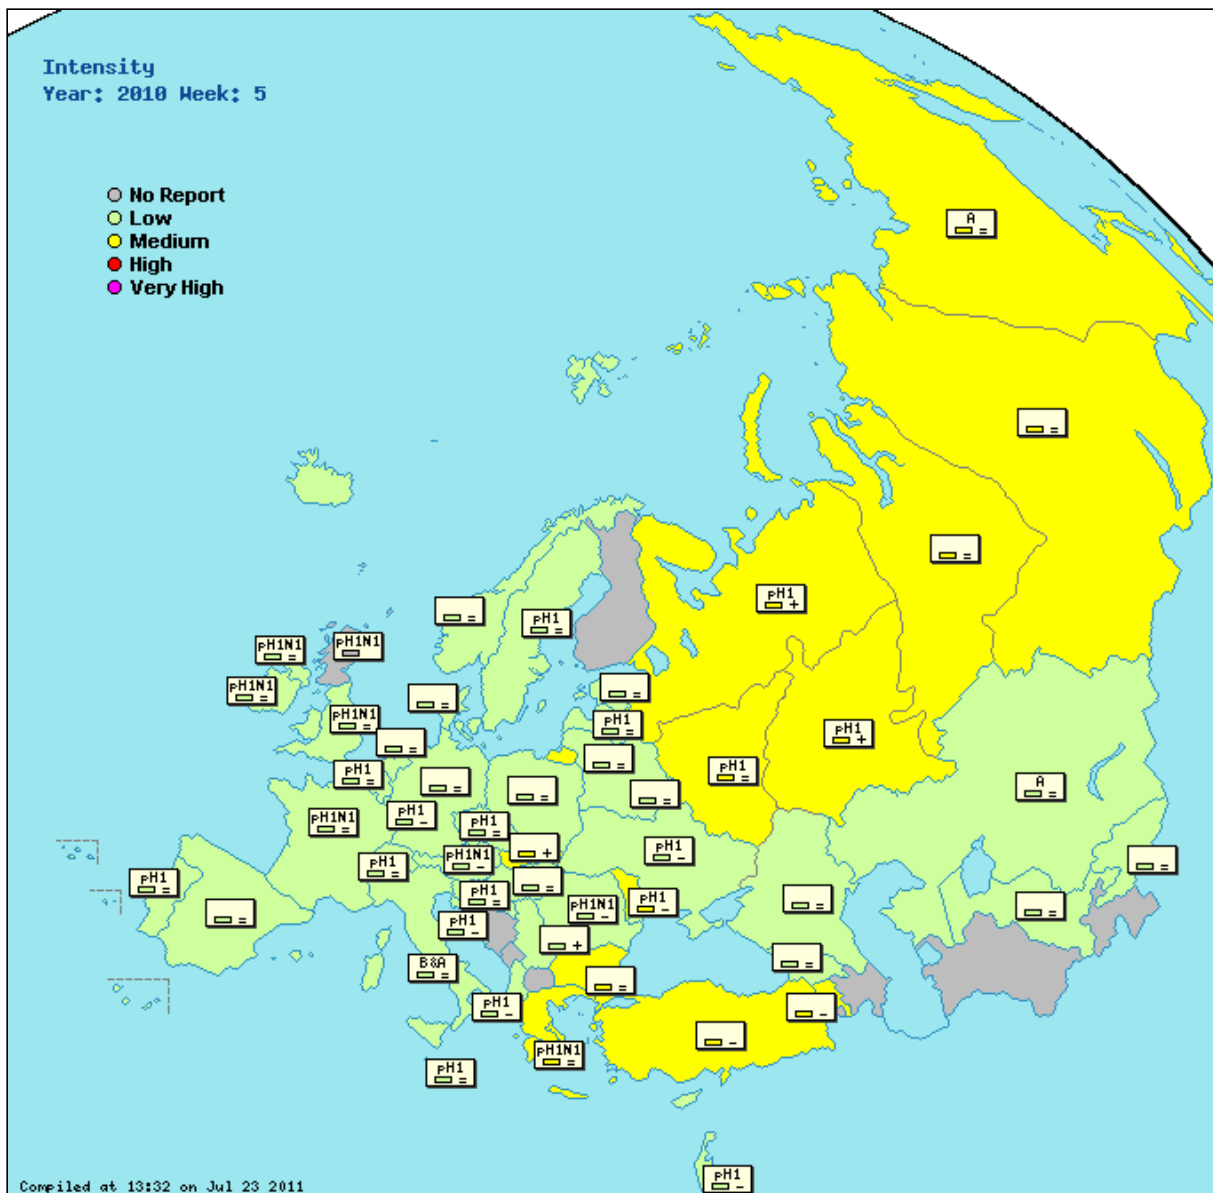 Intensity
Year: 2010 Week: 5
No Report
Low
Medium
High
Very High
A
=
=
=
pH1
+
=
pH1
=
pH1N1
=
pH1N1
pH1N1
=
=
=
pH1N1
=
pH1
=
pH1
+
=
=
pH1
=
pH1
=
=
=
=
A
=
pH1
-
pH1N1
=
pH1
=
+
pH1
-
pH1N1
-
pH1
=
=
pH1
=
=
pH1
=
=
pH1N1
-
pH1
-
=
=
=
pH1
-
+
B&A
=
=
=
pH1
-
-
-
pH1N1
=
pH1
=
pH1
-
Compiled at 13:32 on Jul 23 2011